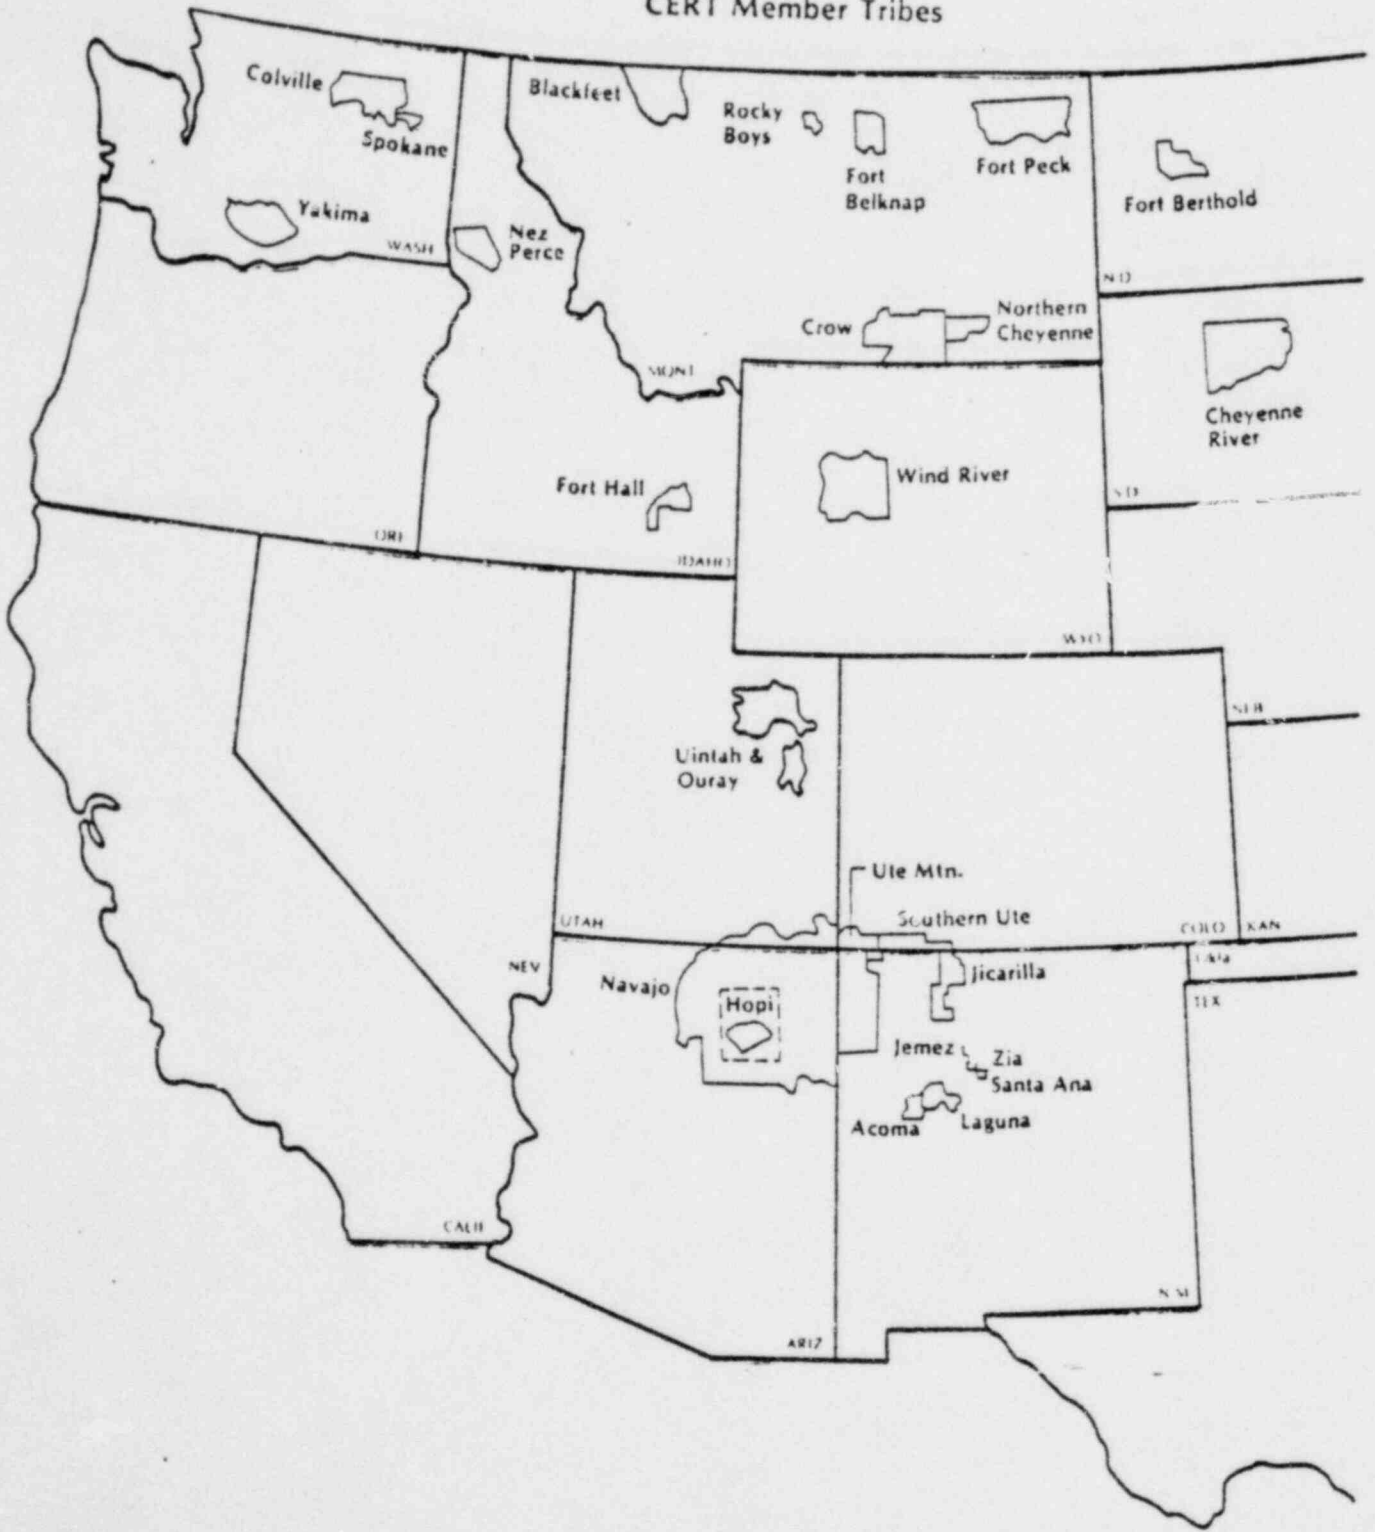 CERT Member Tribes
Colville
Spokane
Yakima
WASH
Blackfeet
Rocky
Boys
Fort
Belknap
Fort Peck
Fort Berthold
Nez
Perce
ND
Crow
Northern
Cheyenne
MONT
Cheyenne
River
Fort Hall
Wind River
SD
ORE
IDAHO
WYO
NEB
Uintah &
Ouray
Ute Mtn.
Southern Ute
UTAH
COLO
KAN
NEV
Okla
Navajo
Hopi
Jicarilla
TEX
Jemez
Zia
Santa Ana
Acoma
Laguna
CALIF
N M
ARIZ